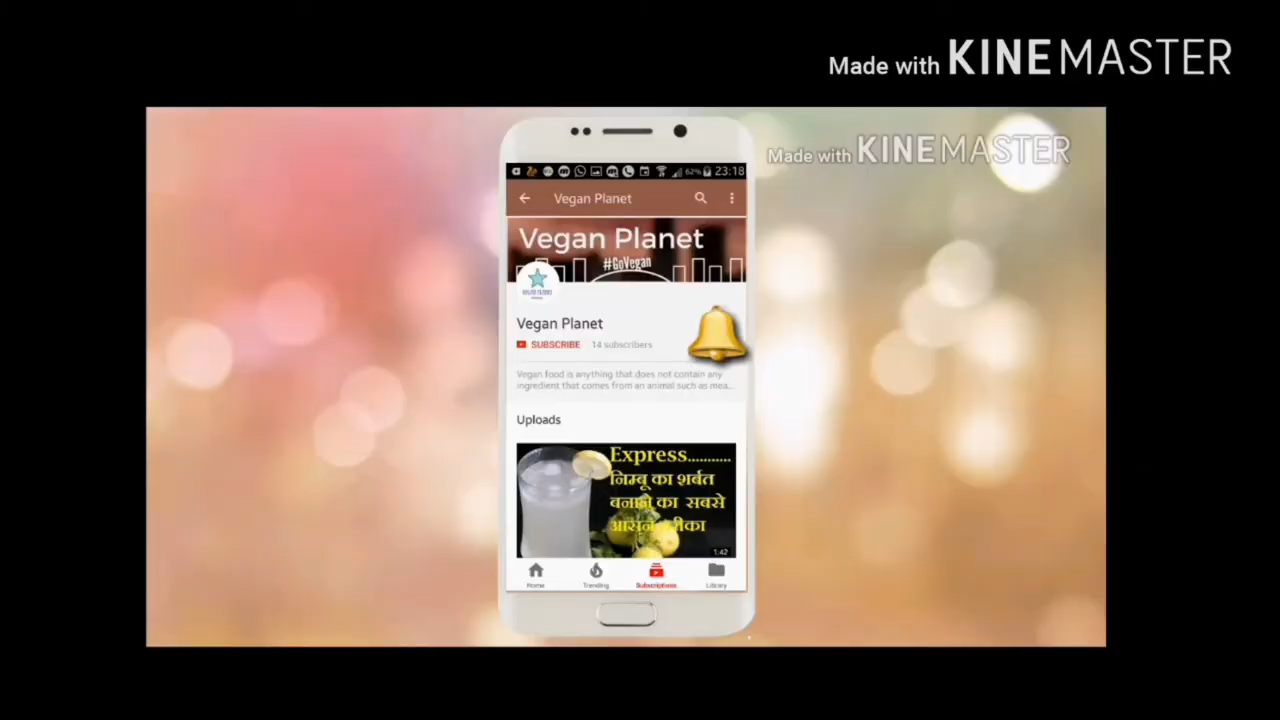 Made with KINEMASTER
Made with KINEMASTER
62% 23:18
Vegan Planet
Vegan Planet
#GoVegan
Vegan Planet
SUBSCRIBE 14 subscribers
Vegan food is anything that does not contain any
ingredient that comes from an animal such as mea...
Uploads
Express...........
निम्बू का शर्बत
बनाने का सबसे
आसन तरीका
1:42
Home Trending Subscriptions Library